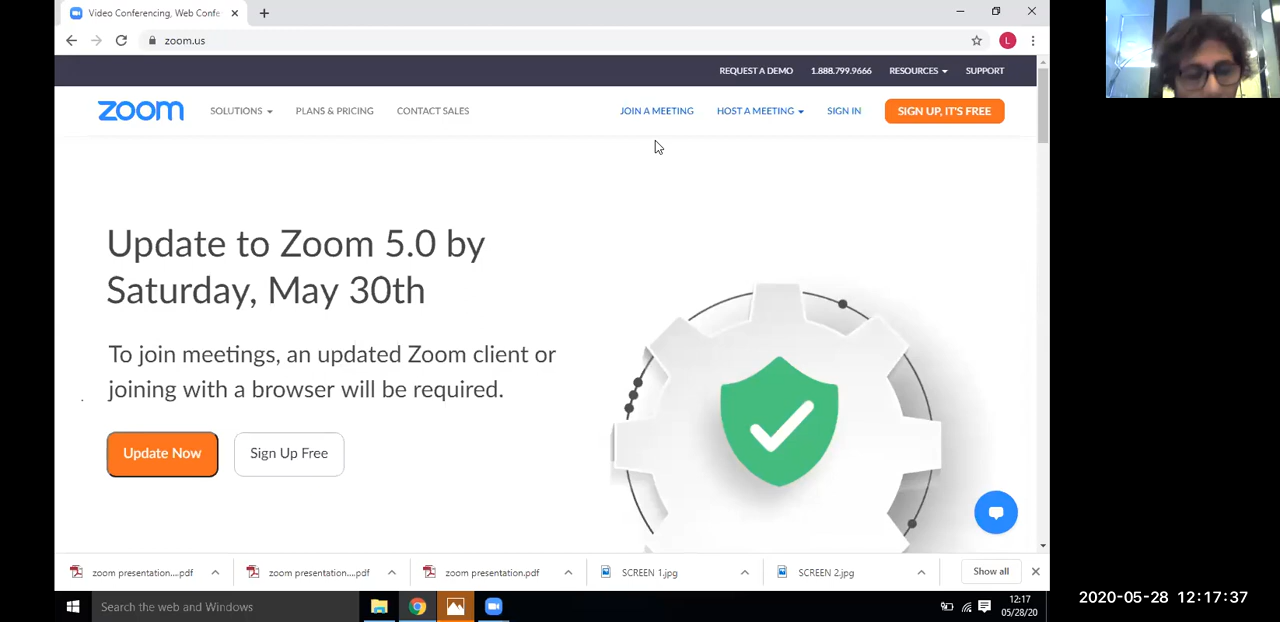 Video Conferencing, Web Confe
zoom.us
L
REQUEST A DEMO 1.888.799.9666 RESOURCES SUPPORT
zoom SOLUTIONS PLANS & PRICING CONTACT SALES JOIN A MEETING HOST A MEETING SIGN IN SIGN UP, IT'S FREE
Update to Zoom 5.0 by
Saturday, May 30th
To join meetings, an updated Zoom client or
joining with a browser will be required.
Update Now Sign Up Free
zoom presentation....pdf zoom presentation....pdf zoom presentation.pdf SCREEN 1.jpg SCREEN 2.jpg Show all
Search the web and Windows
12:17
05/28/20
2020-05-28 12:17:37